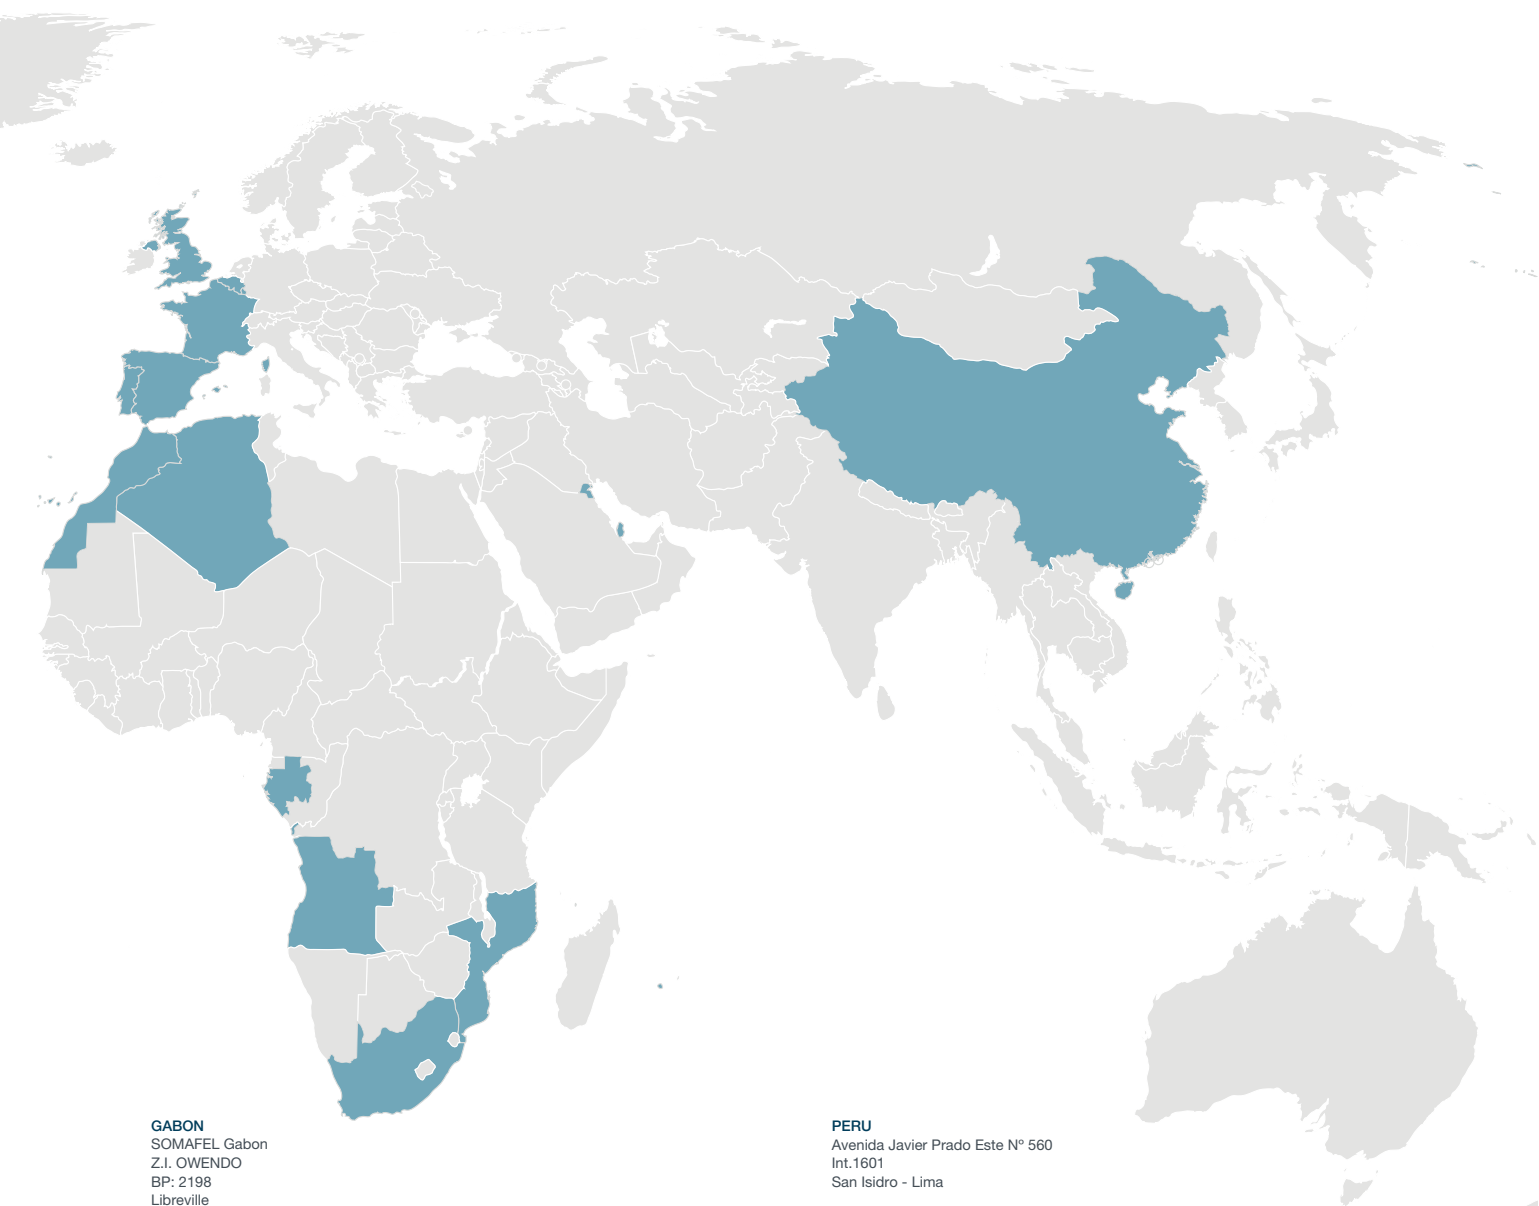 GABON
SOMAFEL Gabon
Z.I. OWENDO
BP: 2198
Libreville
PERU
Avenida Javier Prado Este Nº 560
Int.1601
San Isidro - Lima